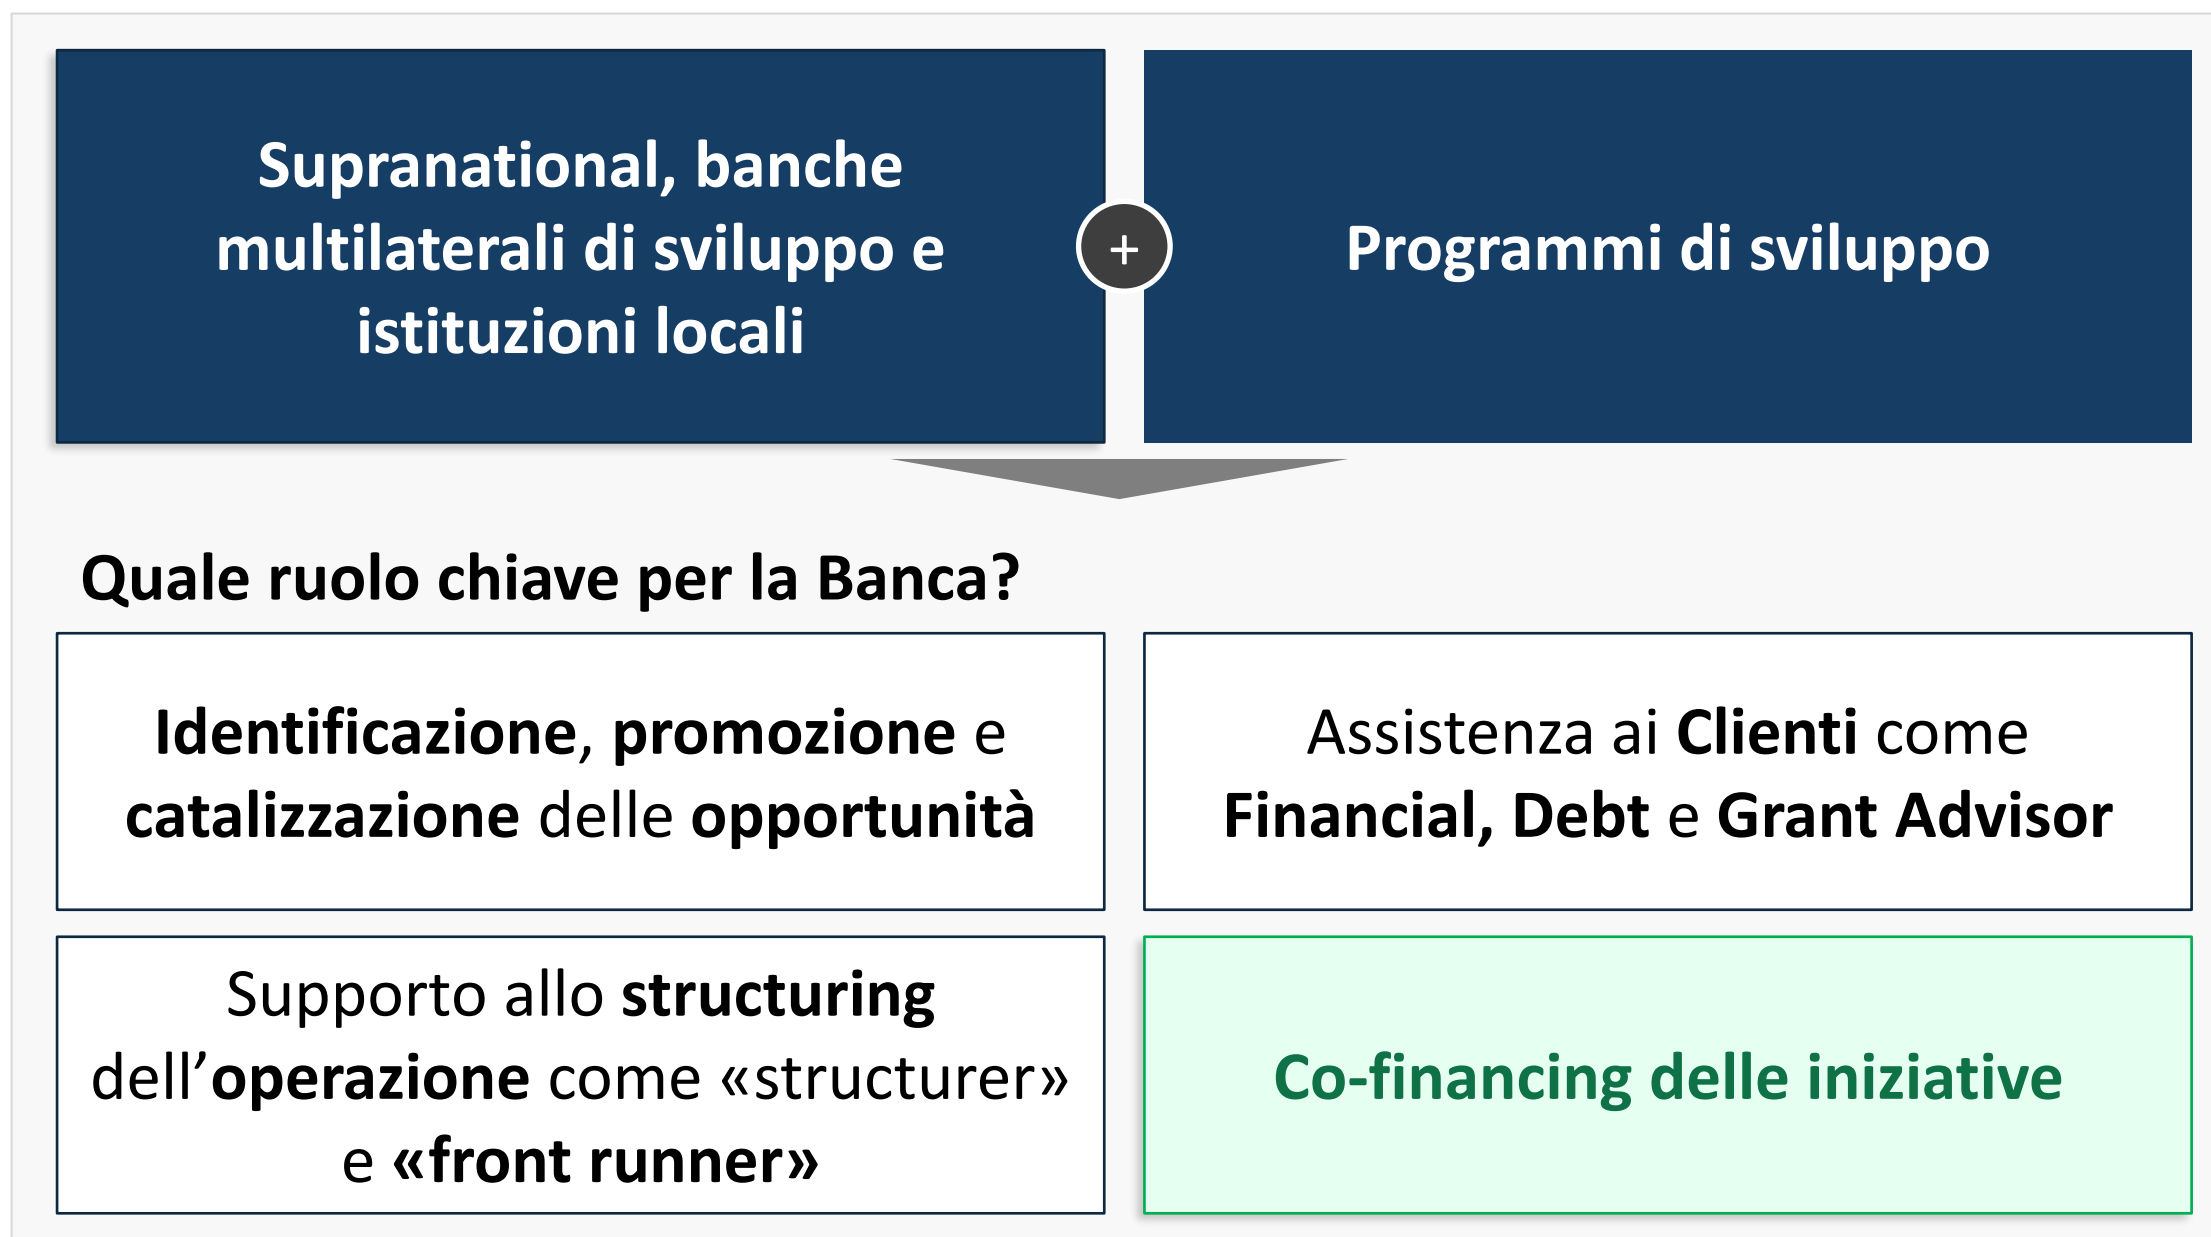 Supranational, banche
multilaterali di sviluppo e
istituzioni locali
+
Programmi di sviluppo
Quale ruolo chiave per la Banca?
Identificazione, promozione e
catalizzazione delle opportunità
Assistenza ai Clienti come
Financial, Debt e Grant Advisor
Supporto allo structuring
dell’operazione come «structurer»
e «front runner»
Co-financing delle iniziative